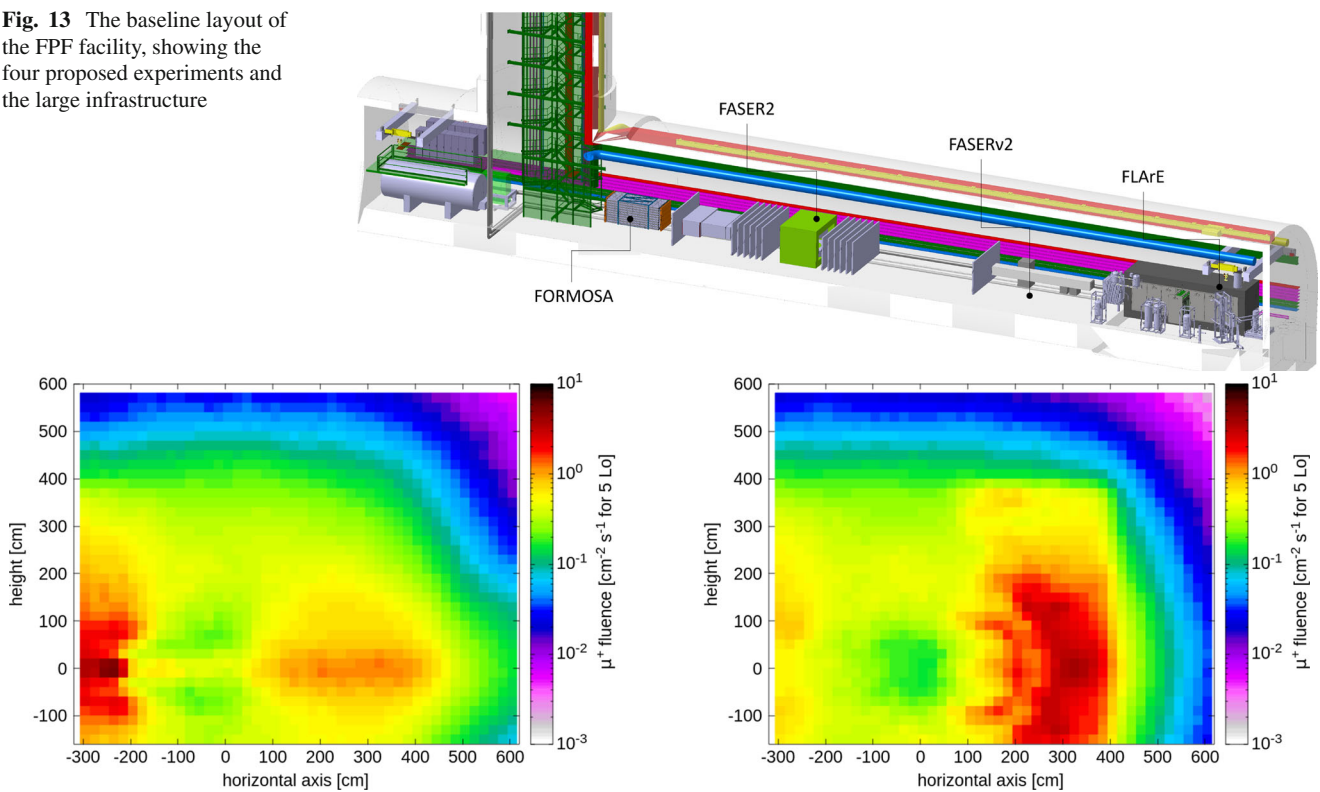 Fig. 13 The baseline layout of
the FPF facility, showing the
four proposed experiments and
the large infrastructure
FASER2
FASERv2
FLArE
FORMOSA
600
500
400
300
200
100
0
-100
height [cm]
-300 -200 -100 0 100 200 300 400 500 600
horizontal axis [cm]
10¹
10⁰
10⁻¹
10⁻²
10⁻³
μ⁺ fluence [cm⁻² s⁻¹ for 5 Lo]
600
500
400
300
200
100
0
-100
height [cm]
-300 -200 -100 0 100 200 300 400 500 600
horizontal axis [cm]
10¹
10⁰
10⁻¹
10⁻²
10⁻³
μ⁺ fluence [cm⁻² s⁻¹ for 5 Lo]